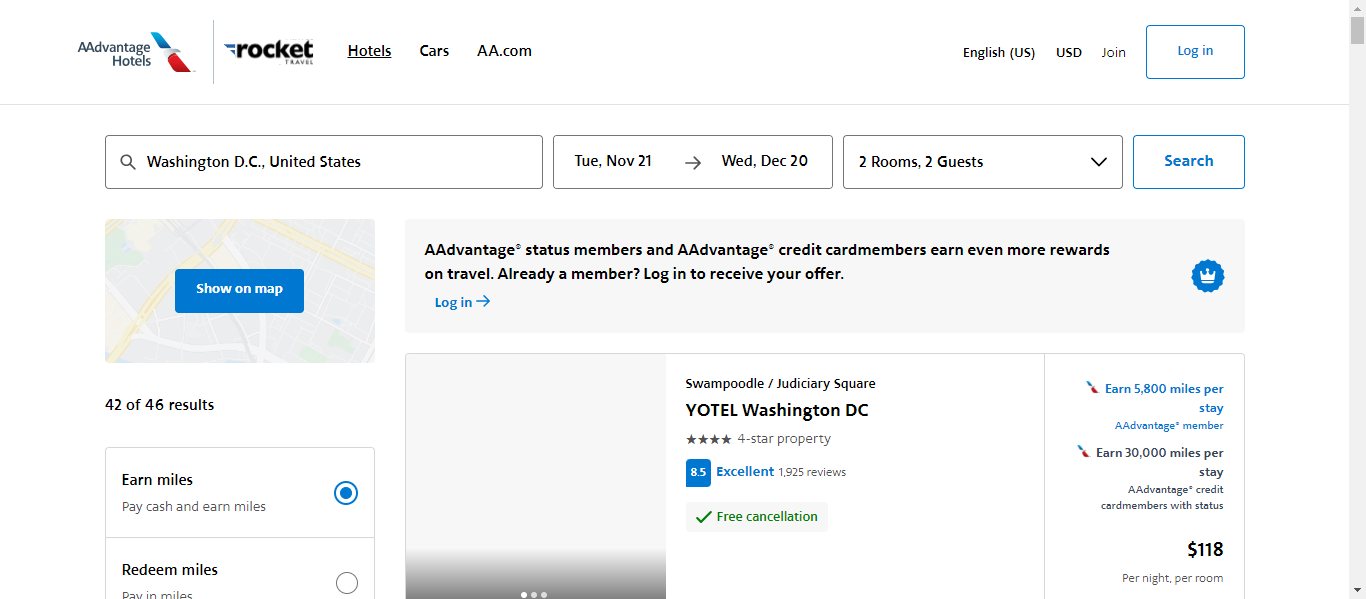 AAdvantage
Hotels
rocket
TRAVEL
Hotels
Cars
AA.com
English (US)
USD
Join
Log in
Washington D.C., United States
Tue, Nov 21
Wed, Dec 20
2 Rooms, 2 Guests
Search
Show on map
AAdvantage® status members and AAdvantage® credit cardmembers earn even more rewards
on travel. Already a member? Log in to receive your offer.
Log in
42 of 46 results
Earn miles
Pay cash and earn miles
Redeem miles
Pay in miles
Swampoodle / Judiciary Square
YOTEL Washington DC
4-star property
8.5 Excellent 1,925 reviews
Free cancellation
Earn 5,800 miles per
stay
AAdvantage® member
Earn 30,000 miles per
stay
AAdvantage® credit
cardmembers with status
$118
Per night, per room